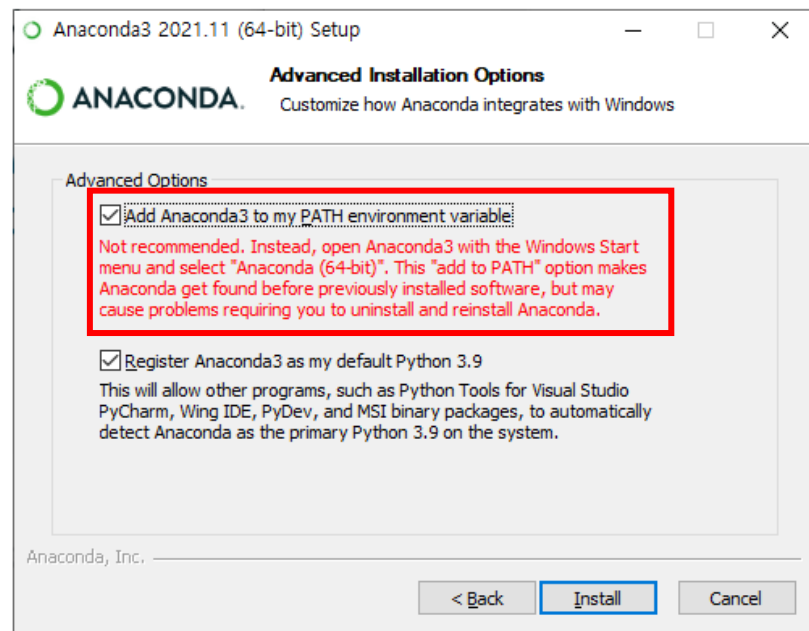 Anaconda3 2021.11 (64-bit) Setup
Advanced Installation Options
ANACONDA.
Customize how Anaconda integrates with Windows
Advanced Options
Add Anaconda3 to my PATH environment variable
Not recommended. Instead, open Anaconda3 with the Windows Start
menu and select "Anaconda (64-bit)". This "add to PATH" option makes
Anaconda get found before previously installed software, but may
cause problems requiring you to uninstall and reinstall Anaconda.
Register Anaconda3 as my default Python 3.9
This will allow other programs, such as Python Tools for Visual Studio
PyCharm, Wing IDE, PyDev, and MSI binary packages, to automatically
detect Anaconda as the primary Python 3.9 on the system.
Anaconda, Inc.
< Back
Install
Cancel